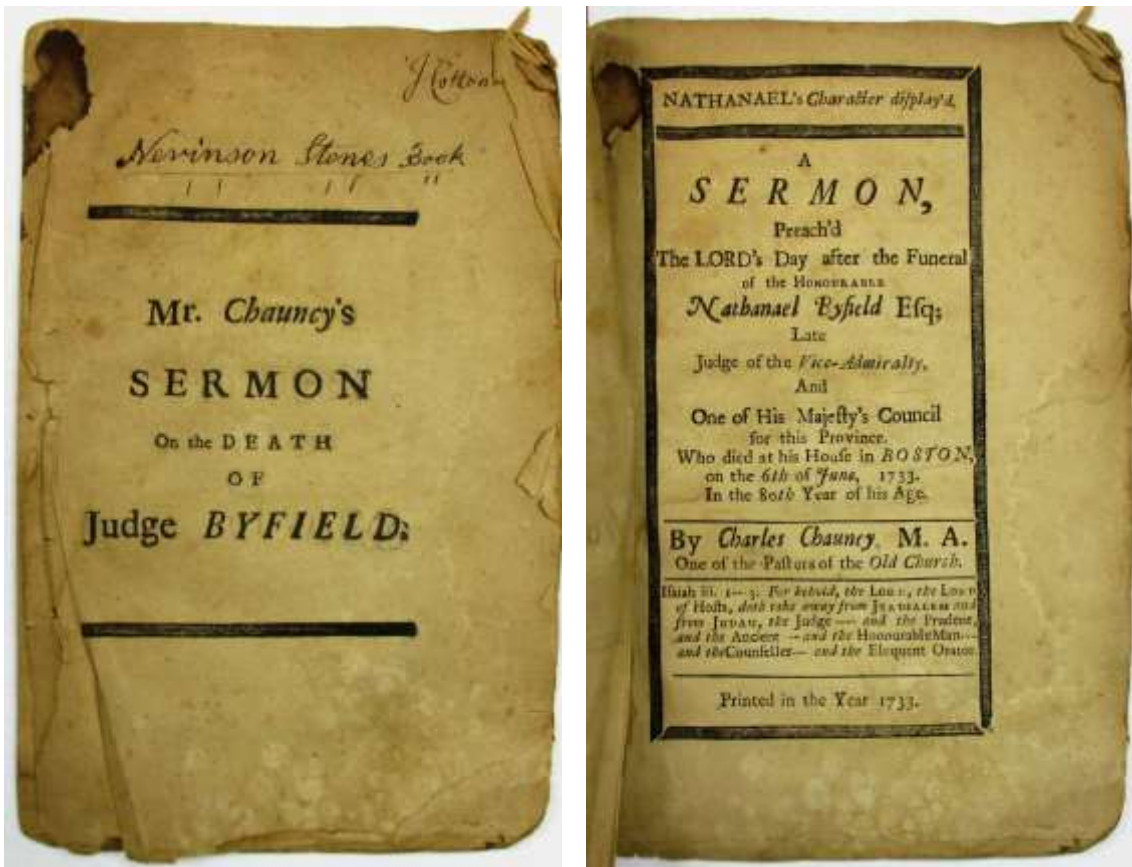 J Cotton
Nevinson Stones Book
Mr. Chauncy's
SERMON
On the DEATH
OF
Judge BYFIELD:
NATHANAEL's Character diſplay'd.
A
SERMON,
Preach'd
The LORD's Day after the Funeral
of the HONOURABLE
Nathanael Byfield Eſq;
Late
Judge of the Vice-Admiralty,
And
One of His Majeſty's Council
for this Province.
Who died at his Houſe in BOSTON,
on the 6th of June, 1733.
In the 80th Year of his Age.
By Charles Chauncy, M. A.
One of the Paſtors of the Old Church.
Iſaiah iii. 1—3. For behold, the LORD, the LORD
of Hoſts, doth take away from JERUSALEM and
from JUDAH, the Judge — and the Prudent,
and the Ancient — and the Honourable Man—
and the Counſeller— and the Eloquent Orator.
Printed in the Year 1733.